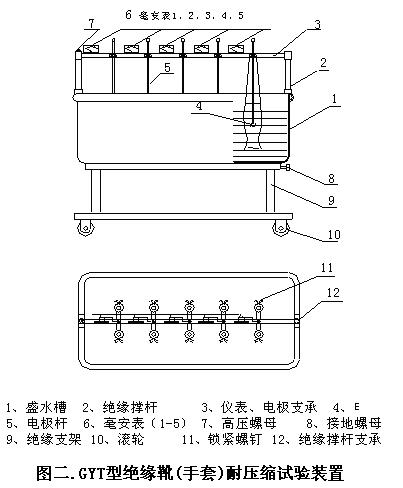 6 毫安表1.2.3.4.5
7
3
2
5
4
1
8
9
10
11
12
1、盛水槽 2、绝缘撑杆 3、仪表、电极支承 4、E
5、电极杆 6、毫安表(1-5) 7、高压螺母 8、接地螺母
9、绝缘支架 10、滚轮 11、锁紧螺钉 12、绝缘撑杆支承
图二.GYT型绝缘靴(手套)耐压缩试验装置